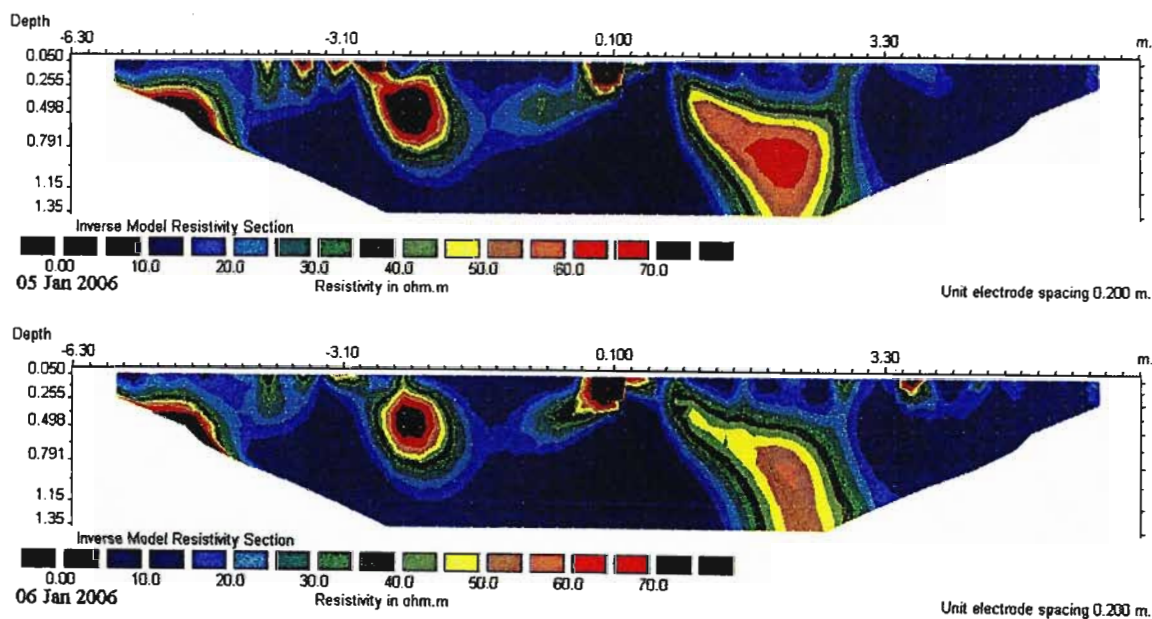 Depth
-6.30 -3.10 0.100 3.30 m.
0.050
0.255
0.498
0.791
1.15
1.35
Inverse Model Resistivity Section
0.00 10.0 20.0 30.0 40.0 50.0 60.0 70.0
Resistivity in ohm.m
05 Jan 2006
Unit electrode spacing 0.200 m.
Depth
-6.30 -3.10 0.100 3.30 m.
0.050
0.255
0.498
0.791
1.15
1.35
Inverse Model Resistivity Section
0.00 10.0 20.0 30.0 40.0 50.0 60.0 70.0
Resistivity in ohm.m
06 Jan 2006
Unit electrode spacing 0.200 m.